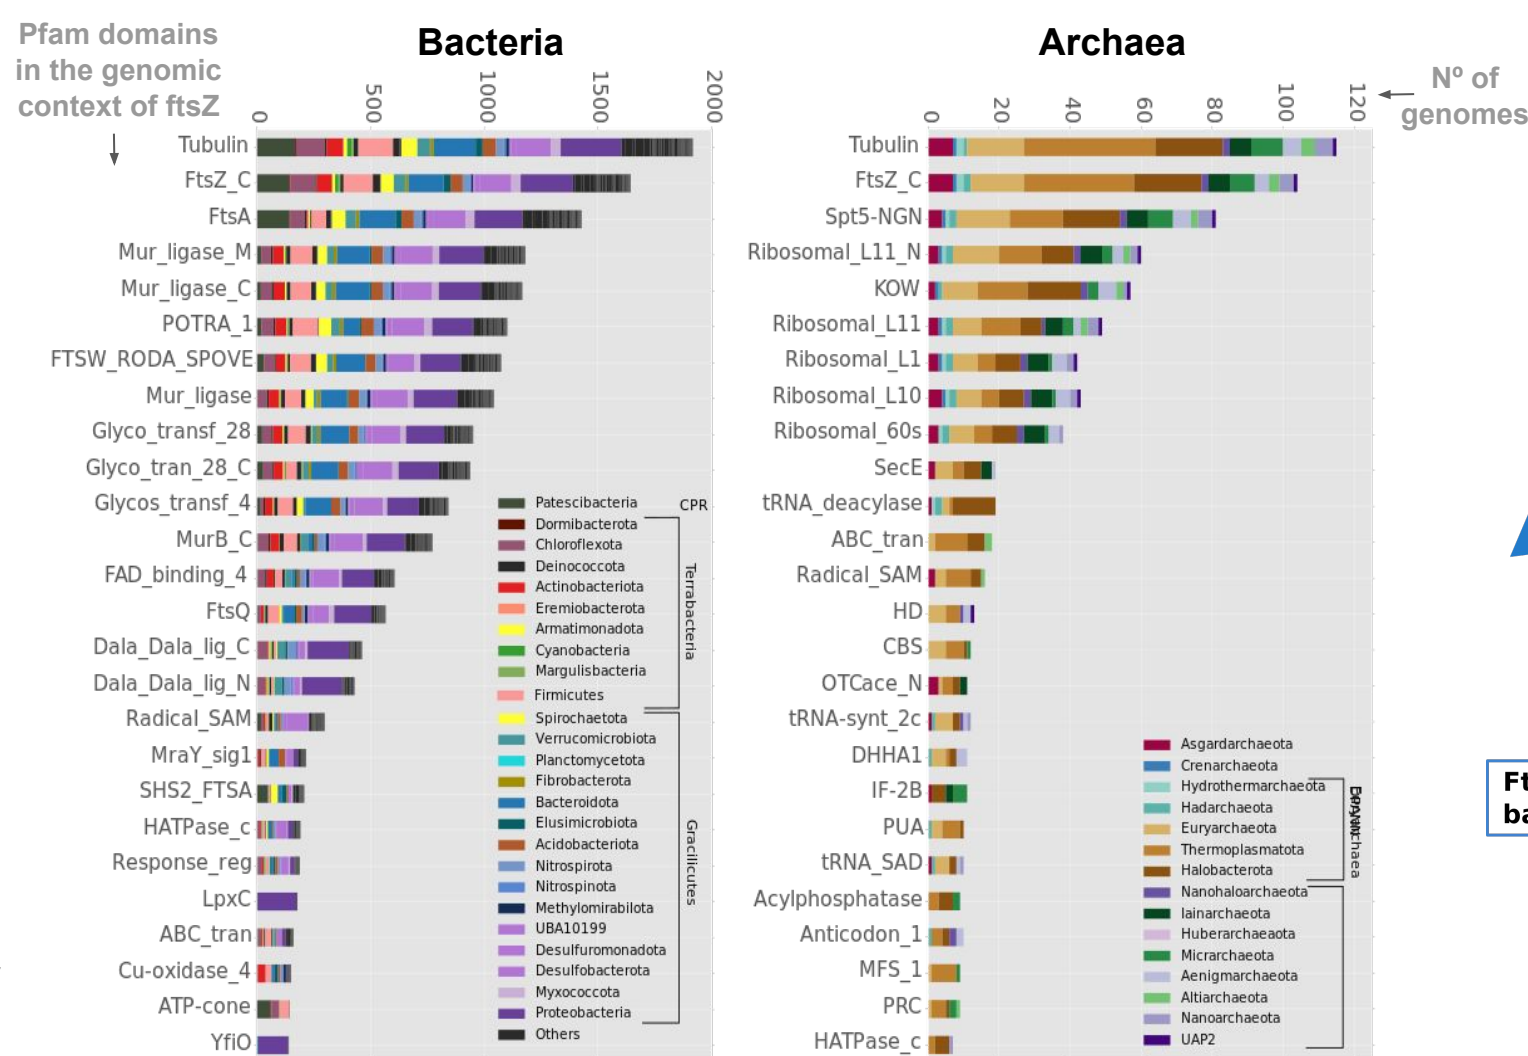 Pfam domains
in the genomic
context of ftsZ
Bacteria
0
500
1000
1500
2000
Tubulin
FtsZ_C
FtsA
Mur_ligase_M
Mur_ligase_C
POTRA_1
FTSW_RODA_SPOVE
Mur_ligase
Glyco_transf_28
Glyco_tran_28_C
Glycos_transf_4
MurB_C
FAD_binding_4
FtsQ
Dala_Dala_lig_C
Dala_Dala_lig_N
Radical_SAM
MraY_sig1
SHS2_FTSA
HATPase_c
Response_reg
LpxC
ABC_tran
Cu-oxidase_4
ATP-cone
YfiO
Patescibacteria
CPR
Dormibacterota
Chloroflexota
Deinococcota
Actinobacteriota
Eremiobacterota
Armatimonadota
Cyanobacteria
Margulisbacteria
Firmicutes
Terrabacteria
Spirochaetota
Verrucomicrobiota
Planctomycetota
Fibrobacterota
Bacteroidota
Elusimicrobiota
Acidobacteriota
Nitrospirota
Nitrospinota
Methylomirabilota
UBA10199
Desulfuromonadota
Desulfobacterota
Myxococcota
Proteobacteria
Gracilicutes
Others
Archaea
Nº of
genomes
0
20
40
60
80
100
120
Tubulin
FtsZ_C
Spt5-NGN
Ribosomal_L11_N
KOW
Ribosomal_L11
Ribosomal_L1
Ribosomal_L10
Ribosomal_60s
SecE
tRNA_deacylase
ABC_tran
Radical_SAM
HD
CBS
OTCace_N
tRNA-synt_2c
DHHA1
IF-2B
PUA
tRNA_SAD
Acylphosphatase
Anticodon_1
MFS_1
PRC
HATPase_c
Asgardarchaeota
Crenarchaeota
Hydrothermarchaeota
Hadarchaeota
Euryarchaeota
Thermoplasmatota
Halobacterota
Nanohaloarchaeota
Iainarchaeota
Huberarchaeaota
Micrarchaeota
Aenigmarchaeota
Altiarchaeota
Nanoarchaeota
UAP2